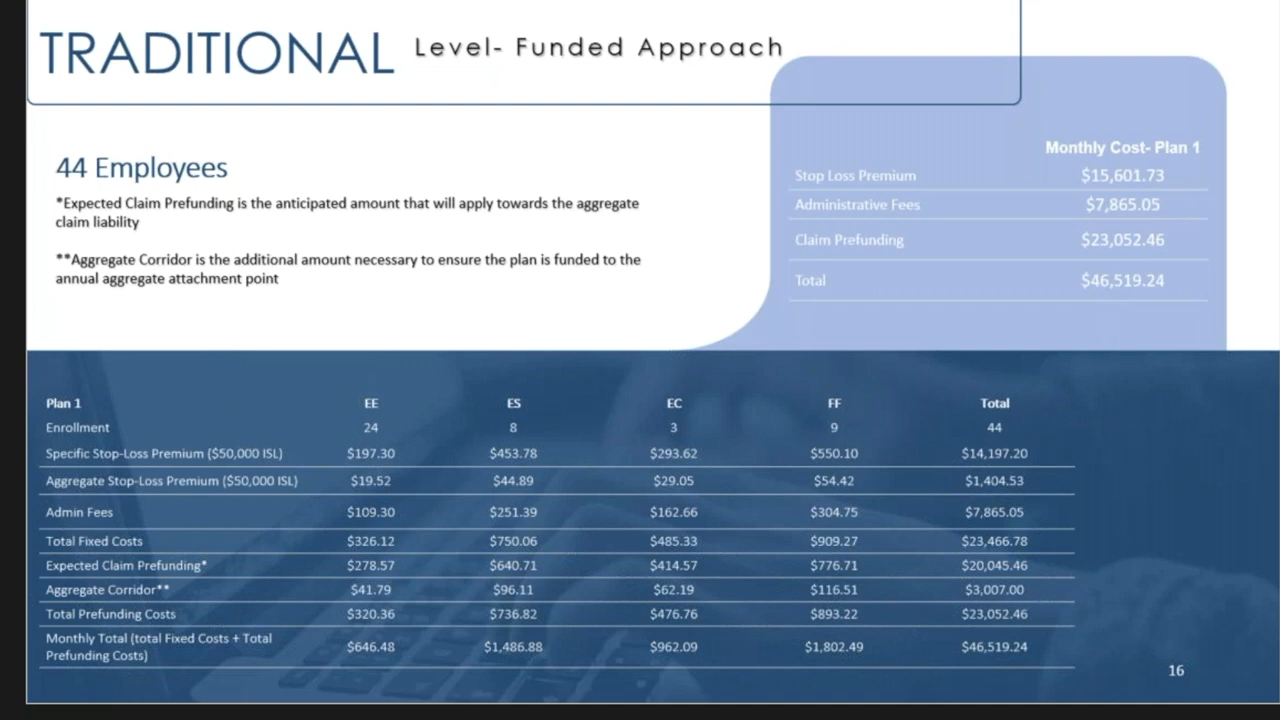 TRADITIONAL Level- Funded Approach
44 Employees
*Expected Claim Prefunding is the anticipated amount that will apply towards the aggregate
claim liability
**Aggregate Corridor is the additional amount necessary to ensure the plan is funded to the
annual aggregate attachment point
Monthly Cost- Plan 1
Stop Loss Premium $15,601.73
Administrative Fees $7,865.05
Claim Prefunding $23,052.46
Total $46,519.24
Plan 1 EE ES EC FF Total
Enrollment 24 8 3 9 44
Specific Stop-Loss Premium ($50,000 ISL) $197.30 $453.78 $293.62 $550.10 $14,197.20
Aggregate Stop-Loss Premium ($50,000 ISL) $19.52 $44.89 $29.05 $54.42 $1,404.53
Admin Fees $109.30 $251.39 $162.66 $304.75 $7,865.05
Total Fixed Costs $326.12 $750.06 $485.33 $909.27 $23,466.78
Expected Claim Prefunding* $278.57 $640.71 $414.57 $776.71 $20,045.46
Aggregate Corridor** $41.79 $96.11 $62.19 $116.51 $3,007.00
Total Prefunding Costs $320.36 $736.82 $476.76 $893.22 $23,052.46
Monthly Total (total Fixed Costs + Total
Prefunding Costs) $646.48 $1,486.88 $962.09 $1,802.49 $46,519.24
16